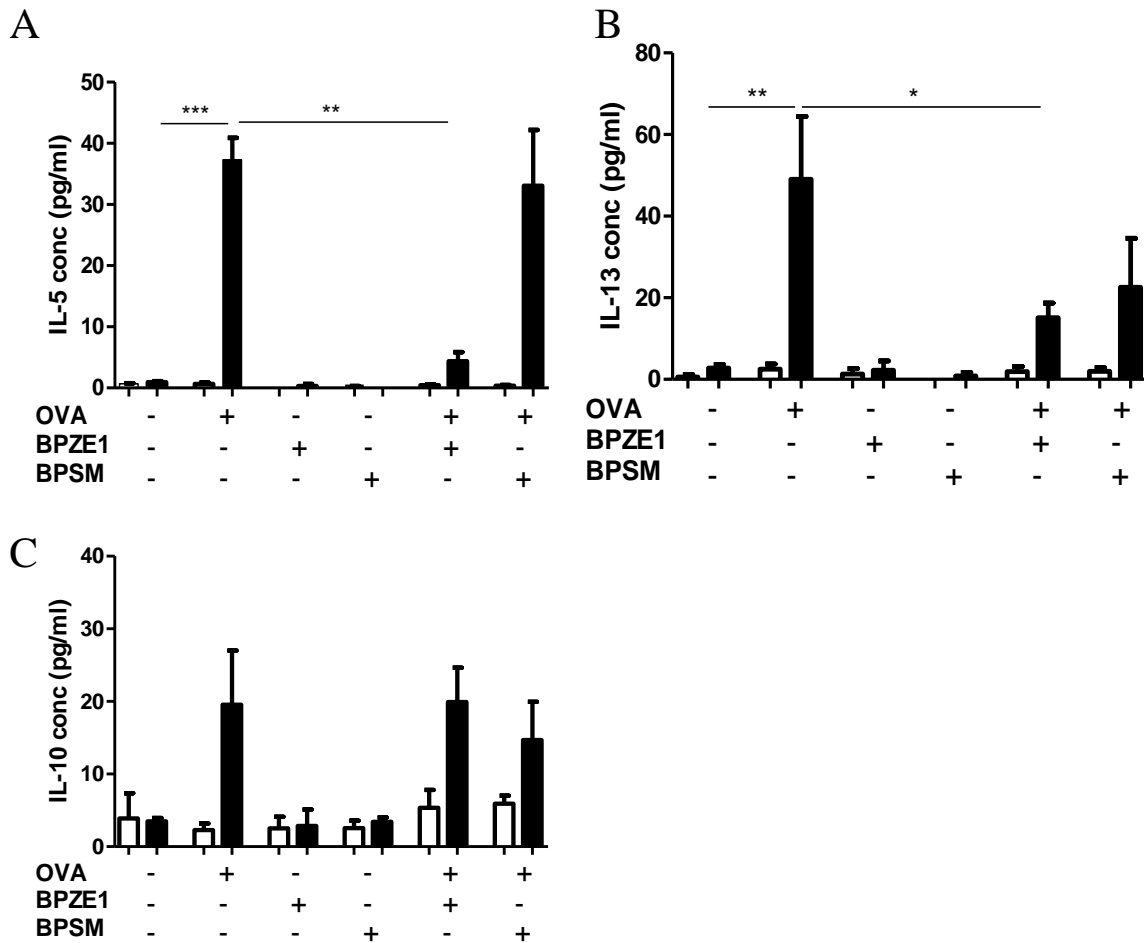 A
IL-5 conc (pg/ml)
50
40
30
20
10
0
*** **
OVA - + - - + +
BPZE1 - - + - + -
BPSM - - - + - +
B
IL-13 conc (pg/ml)
80
60
40
20
0
** *
OVA - + - - + +
BPZE1 - - + - + -
BPSM - - - + - +
C
IL-10 conc (pg/ml)
40
30
20
10
0
OVA - + - - + +
BPZE1 - - + - + -
BPSM - - - + - +